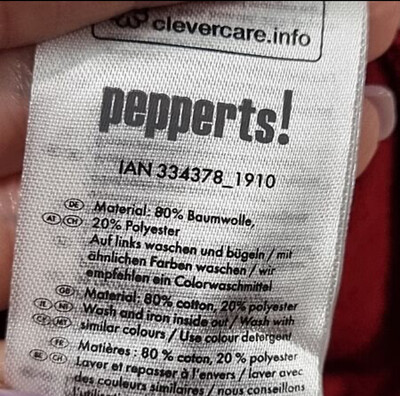 clevercare.info
pepperts!
IAN 334378_1910
DE Material: 80% Baumwolle,
AT CH 20% Polyester
Auf links waschen und bügeln / mit
ähnlichen Farben waschen / wir
empfehlen ein Colorwaschmittel
GB Material: 80% cotton, 20% polyester
IE NI Wash and iron inside out / Wash with
CY MT similar colours / Use colour detergent
FR Matières : 80 % coton, 20 % polyester
BE CH Laver et repasser à l'envers / laver avec
des couleurs similaires / nous conseillons
l'utilisation